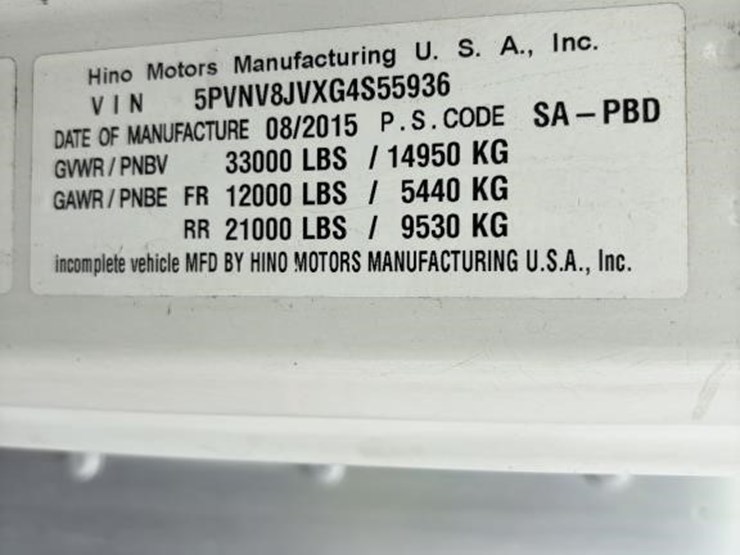 Hino Motors Manufacturing U. S. A., Inc.
VIN 5PVNV8JVXG4S55936
DATE OF MANUFACTURE 08/2015 P.S.CODE SA-PBD
GVWR/PNBV 33000 LBS / 14950 KG
GAWR/PNBE FR 12000 LBS / 5440 KG
RR 21000 LBS / 9530 KG
incomplete vehicle MFD BY HINO MOTORS MANUFACTURING U.S.A., Inc.